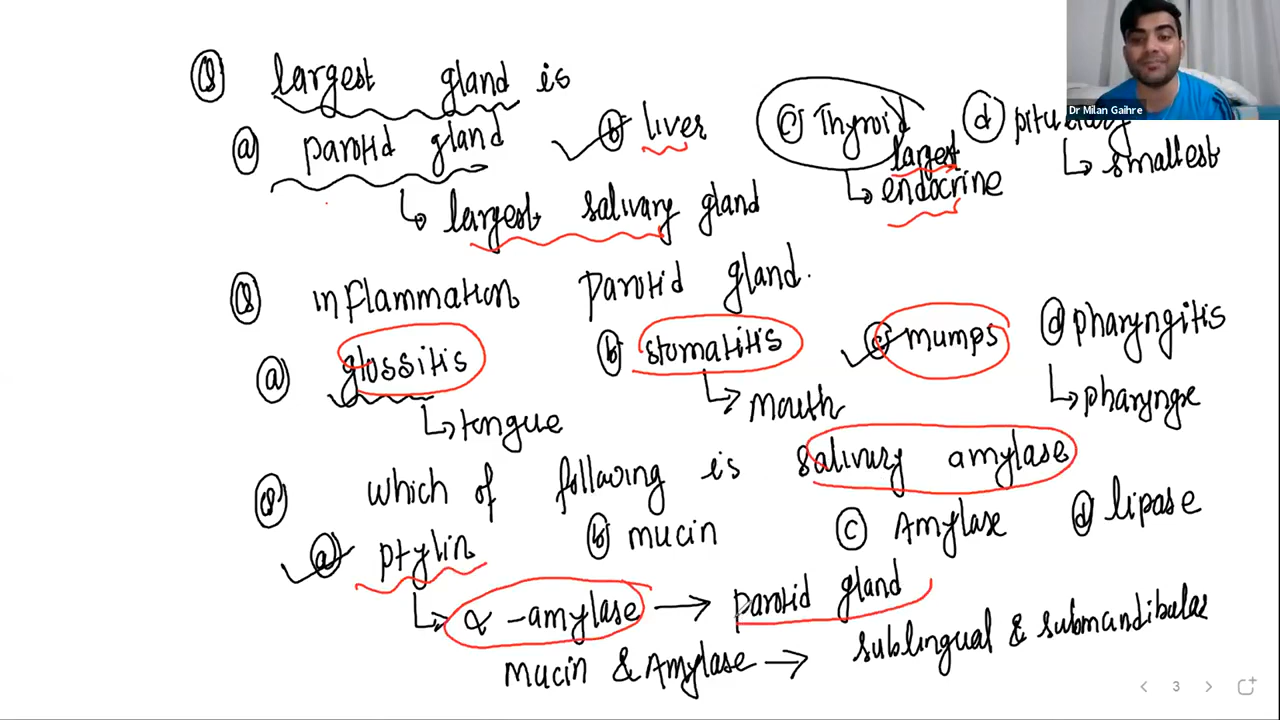 Q largest gland is
a parotid gland b liver c Thyroid d pituitary
largest endocrine smallest
largest salivary gland
Q inflammation parotid gland.
a glossitis b stomatitis c mumps d pharyngitis
tongue mouth pharynge
Q which of following is salivary amylase
a ptylin b mucin c Amylase d lipase
α-amylase → parotid gland
Mucin & Amylase → sublingual & submandibular
Dr Milan Gaihre
3